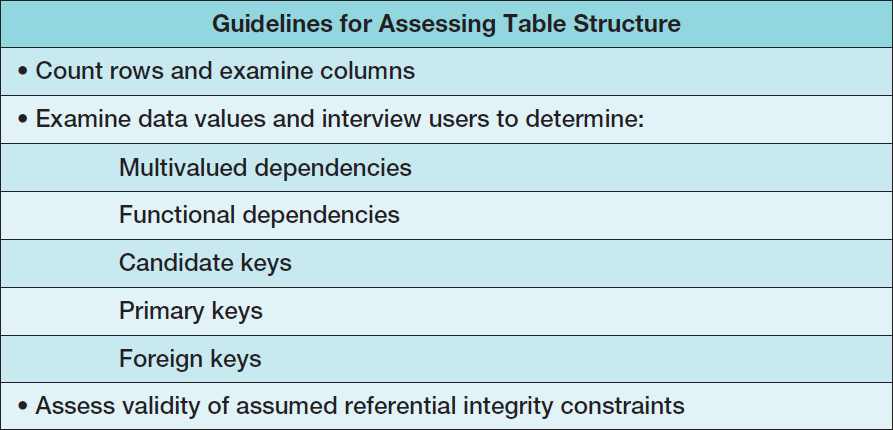 Guidelines for Assessing Table Structure
• Count rows and examine columns
• Examine data values and interview users to determine:
Multivalued dependencies
Functional dependencies
Candidate keys
Primary keys
Foreign keys
• Assess validity of assumed referential integrity constraints